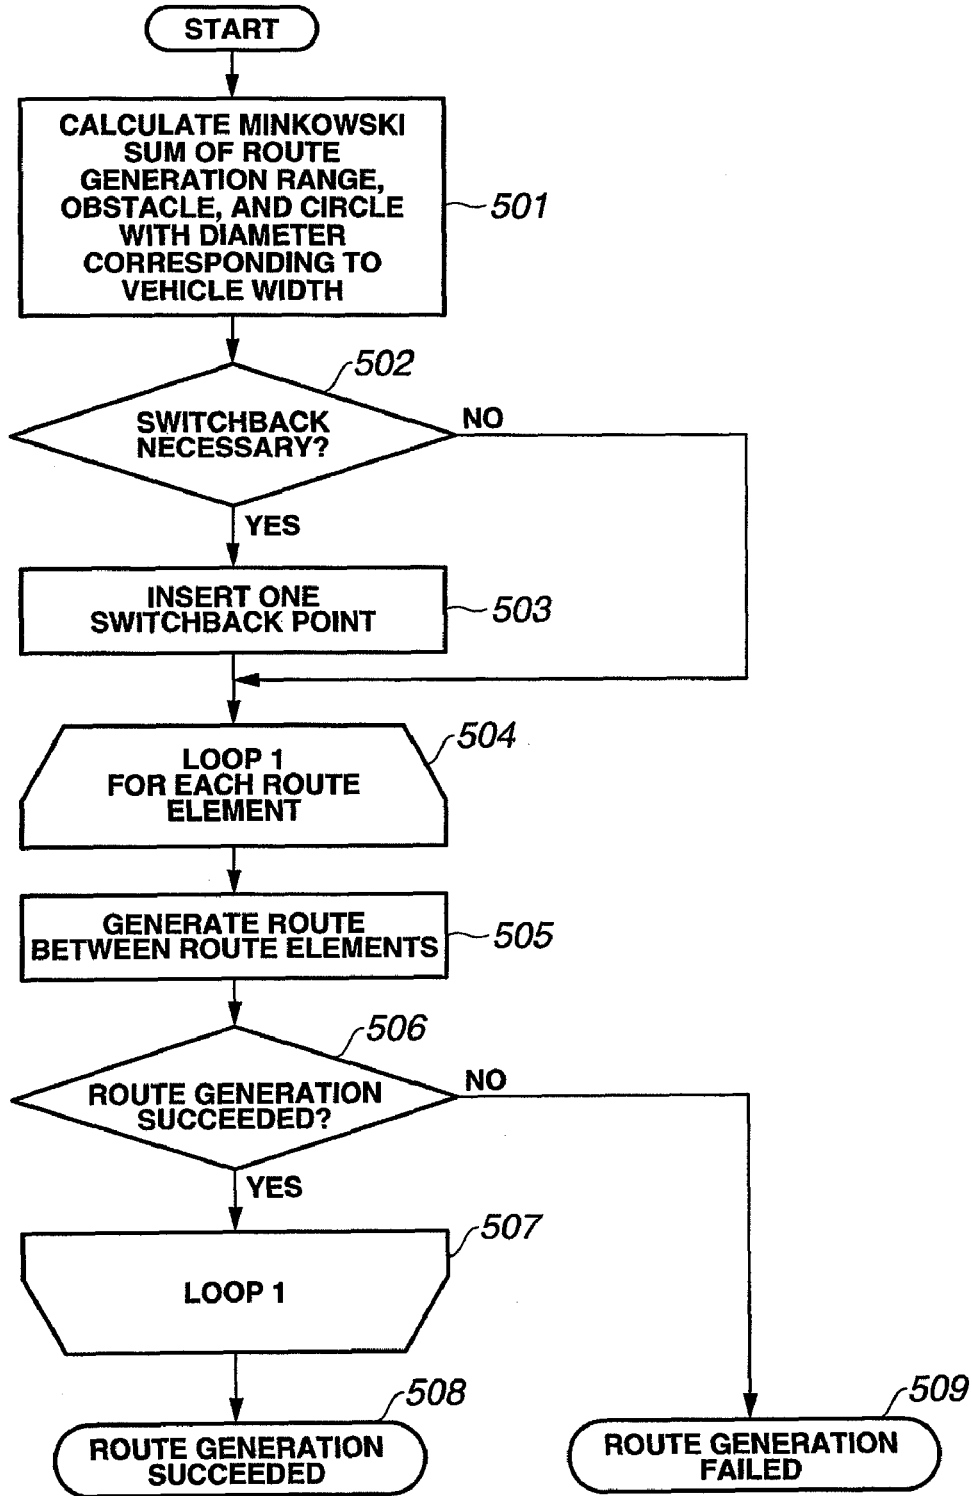 START
CALCULATE MINKOWSKI
SUM OF ROUTE
GENERATION RANGE,
OBSTACLE, AND CIRCLE
WITH DIAMETER
CORRESPONDING TO
VEHICLE WIDTH
501
502
SWITCHBACK
NECESSARY?
NO
YES
INSERT ONE
SWITCHBACK POINT
503
504
LOOP 1
FOR EACH ROUTE
ELEMENT
GENERATE ROUTE
BETWEEN ROUTE ELEMENTS
505
506
ROUTE GENERATION
SUCCEEDED?
NO
YES
507
LOOP 1
508
ROUTE GENERATION
SUCCEEDED
509
ROUTE GENERATION
FAILED